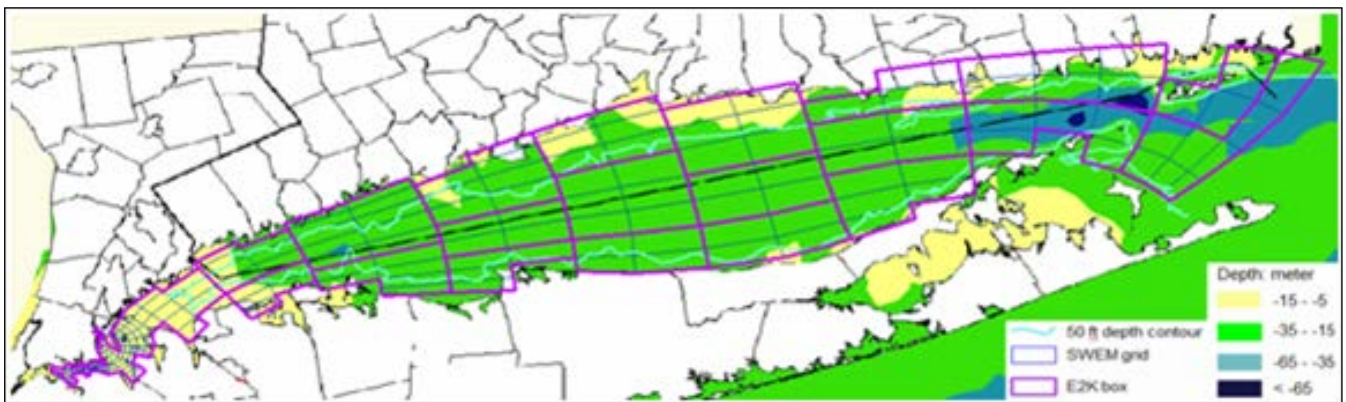 Depth: meter
-15 - -5
-35 - -15
-65 - -35
< -65
50 ft depth contour
SWEM grid
E2K box